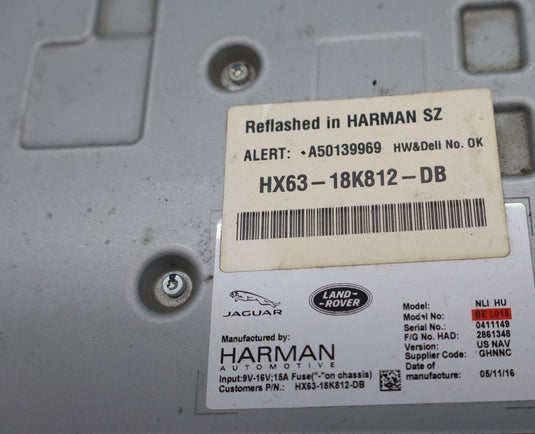 Reflashed in HARMAN SZ
ALERT: •A50139969 HW&Deli No. OK
HX63-18K812-DB
JAGUAR
LAND-ROVER
Manufactured by:
HARMAN
AUTOMOTIVE
Input:9V-16V;15A Fuse("-"on chassis)
Customers P/N.: HX63-18K812-DB
Model: NLI HU
Model No: BE L015
Serial No.: 0411149
F/G No. HAD: 2861348
Version: US NAV
Supplier Code: GHNNC
Date of
manufacture: 05/11/16